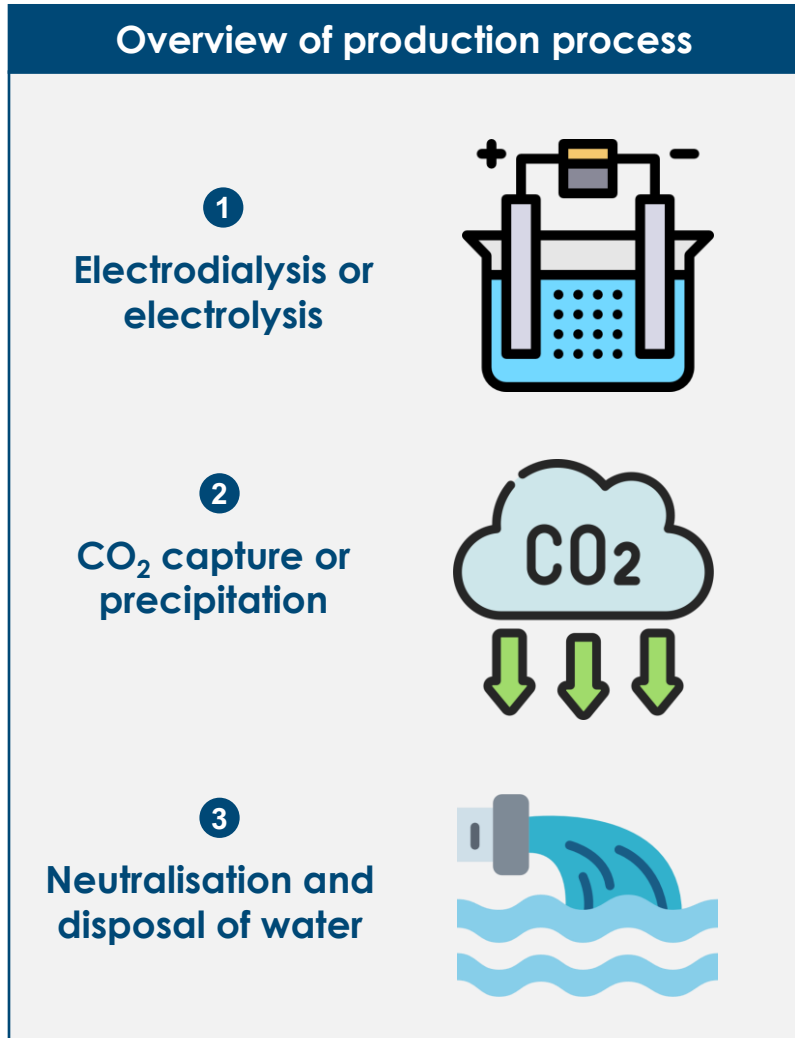 Overview of production process
+ −
1
Electrodialysis or
electrolysis
2
CO₂ capture or
precipitation
CO2
3
Neutralisation and
disposal of water